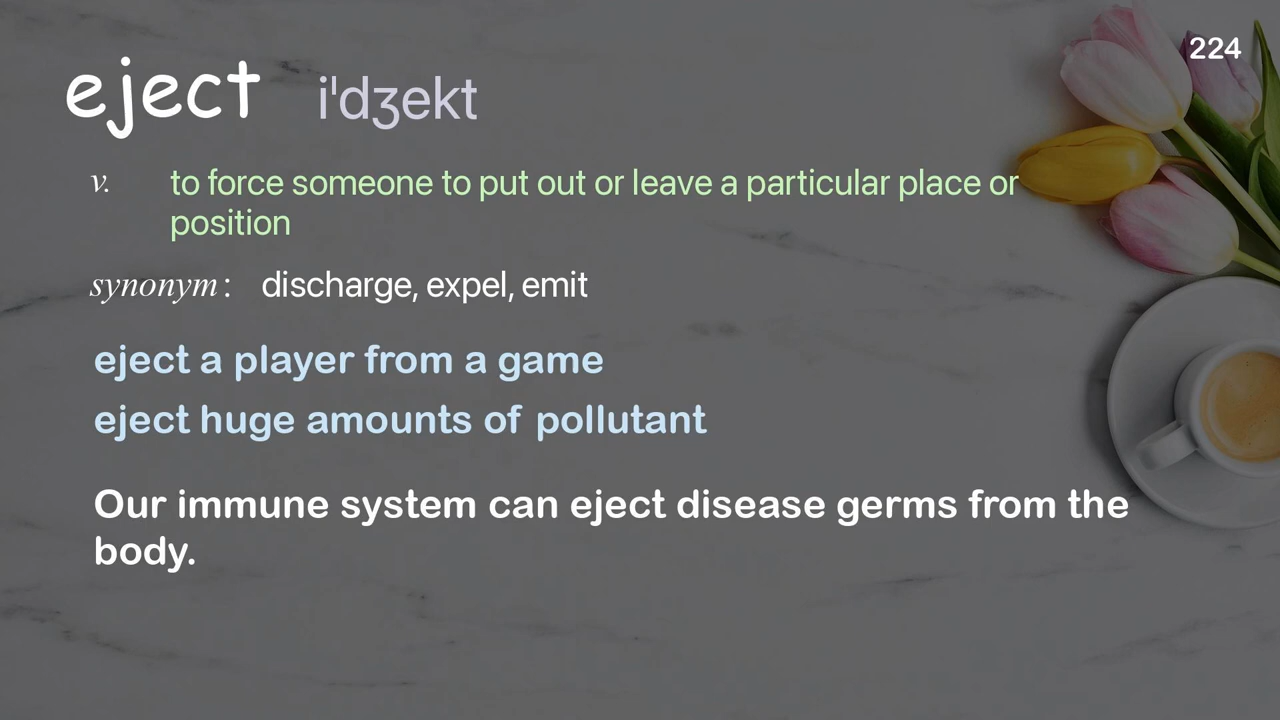 224
eject iˈdʒekt
v. to force someone to put out or leave a particular place or
position
synonym: discharge, expel, emit
eject a player from a game
eject huge amounts of pollutant
Our immune system can eject disease germs from the
body.